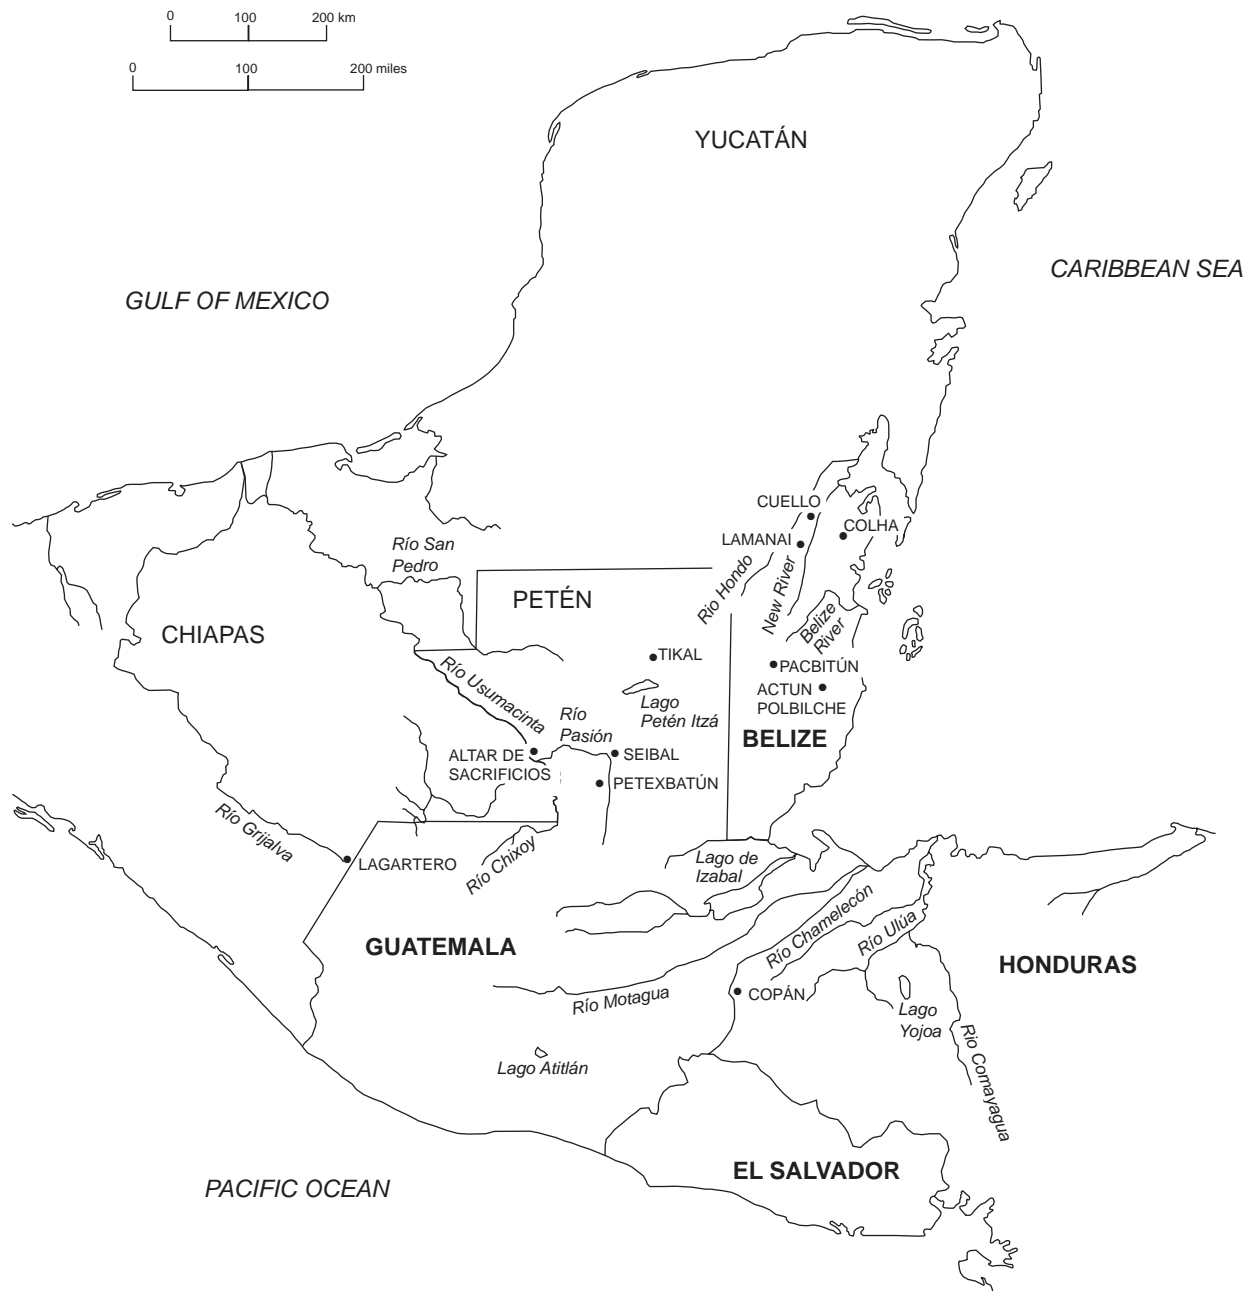 0 100 200 km
0 100 200 miles
YUCATÁN
CARIBBEAN SEA
GULF OF MEXICO
CUELLO
COLHA
LAMANAI
Río San
Pedro
Rio Hondo
New River
PETÉN
Belize
River
CHIAPAS
TIKAL
PACBITÚN
Río Usumacinta
ACTUN
POLBILCHE
Lago
Petén Itzá
Río
Pasión
BELIZE
ALTAR DE
SACRIFICIOS
SEIBAL
PETEXBATÚN
Río Grijalva
LAGARTERO
Río Chixoy
Lago de
Izabal
Río Chamelecón
Río Ulúa
GUATEMALA
HONDURAS
Río Motagua
COPÁN
Lago
Yojoa
Rio Comayagua
Lago Atitlán
EL SALVADOR
PACIFIC OCEAN